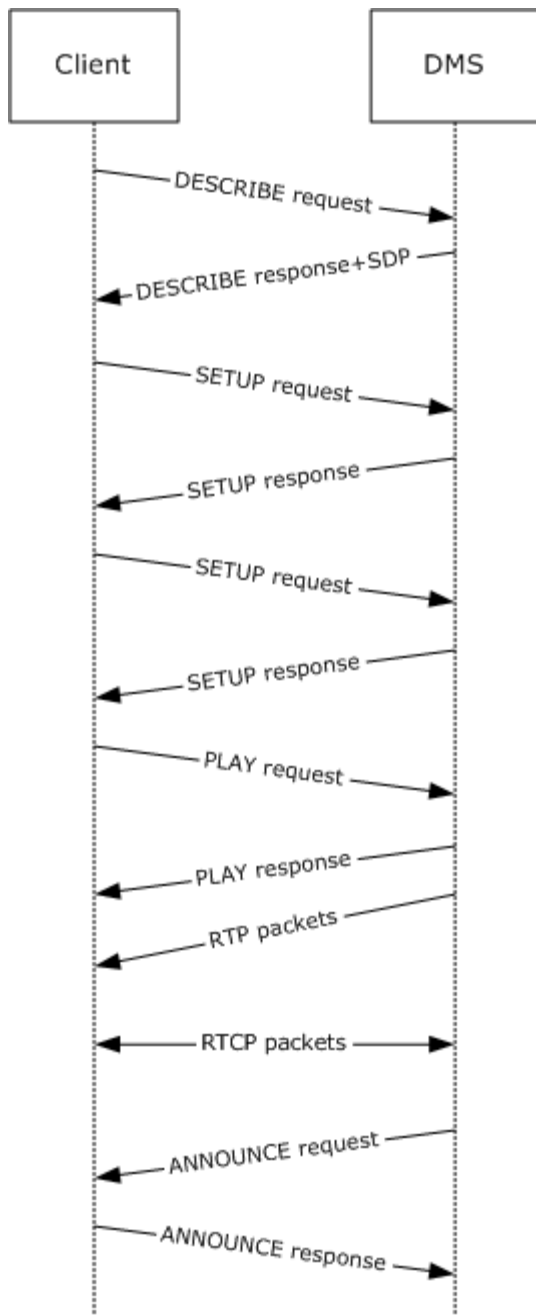 Client
DMS
DESCRIBE request
DESCRIBE response+SDP
SETUP request
SETUP response
SETUP request
SETUP response
PLAY request
PLAY response
RTP packets
RTCP packets
ANNOUNCE request
ANNOUNCE response